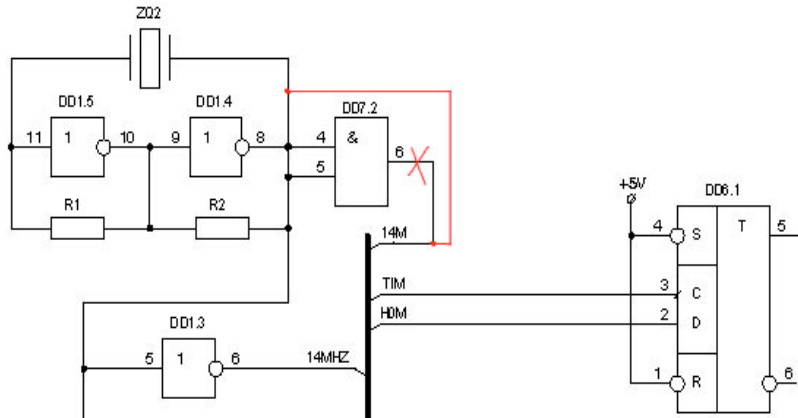 ZQ2
DD1.5
DD1.4
DD7.2
11
1
10
9
1
8
4
&
5
6
R1
R2
+5V
DD6.1
14M
4
S
T
5
TIM
3
C
H0M
2
D
DD1.3
5
1
6
14MHZ
1
R
6